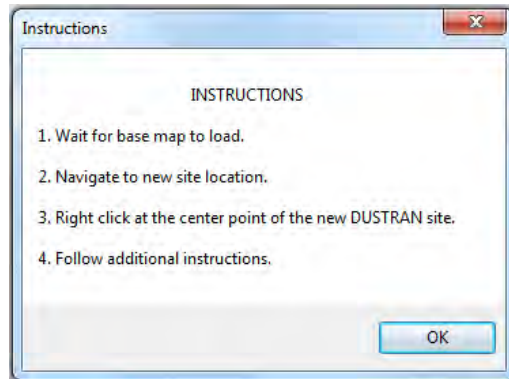 Instructions
INSTRUCTIONS
1. Wait for base map to load.
2. Navigate to new site location.
3. Right click at the center point of the new DUSTRAN site.
4. Follow additional instructions.
OK